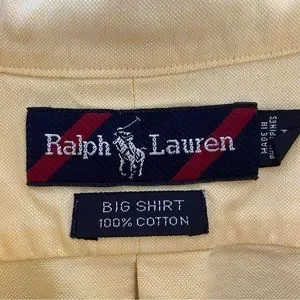 Ralph Lauren
MADE IN
PHILIPPINES
BIG SHIRT
100% COTTON